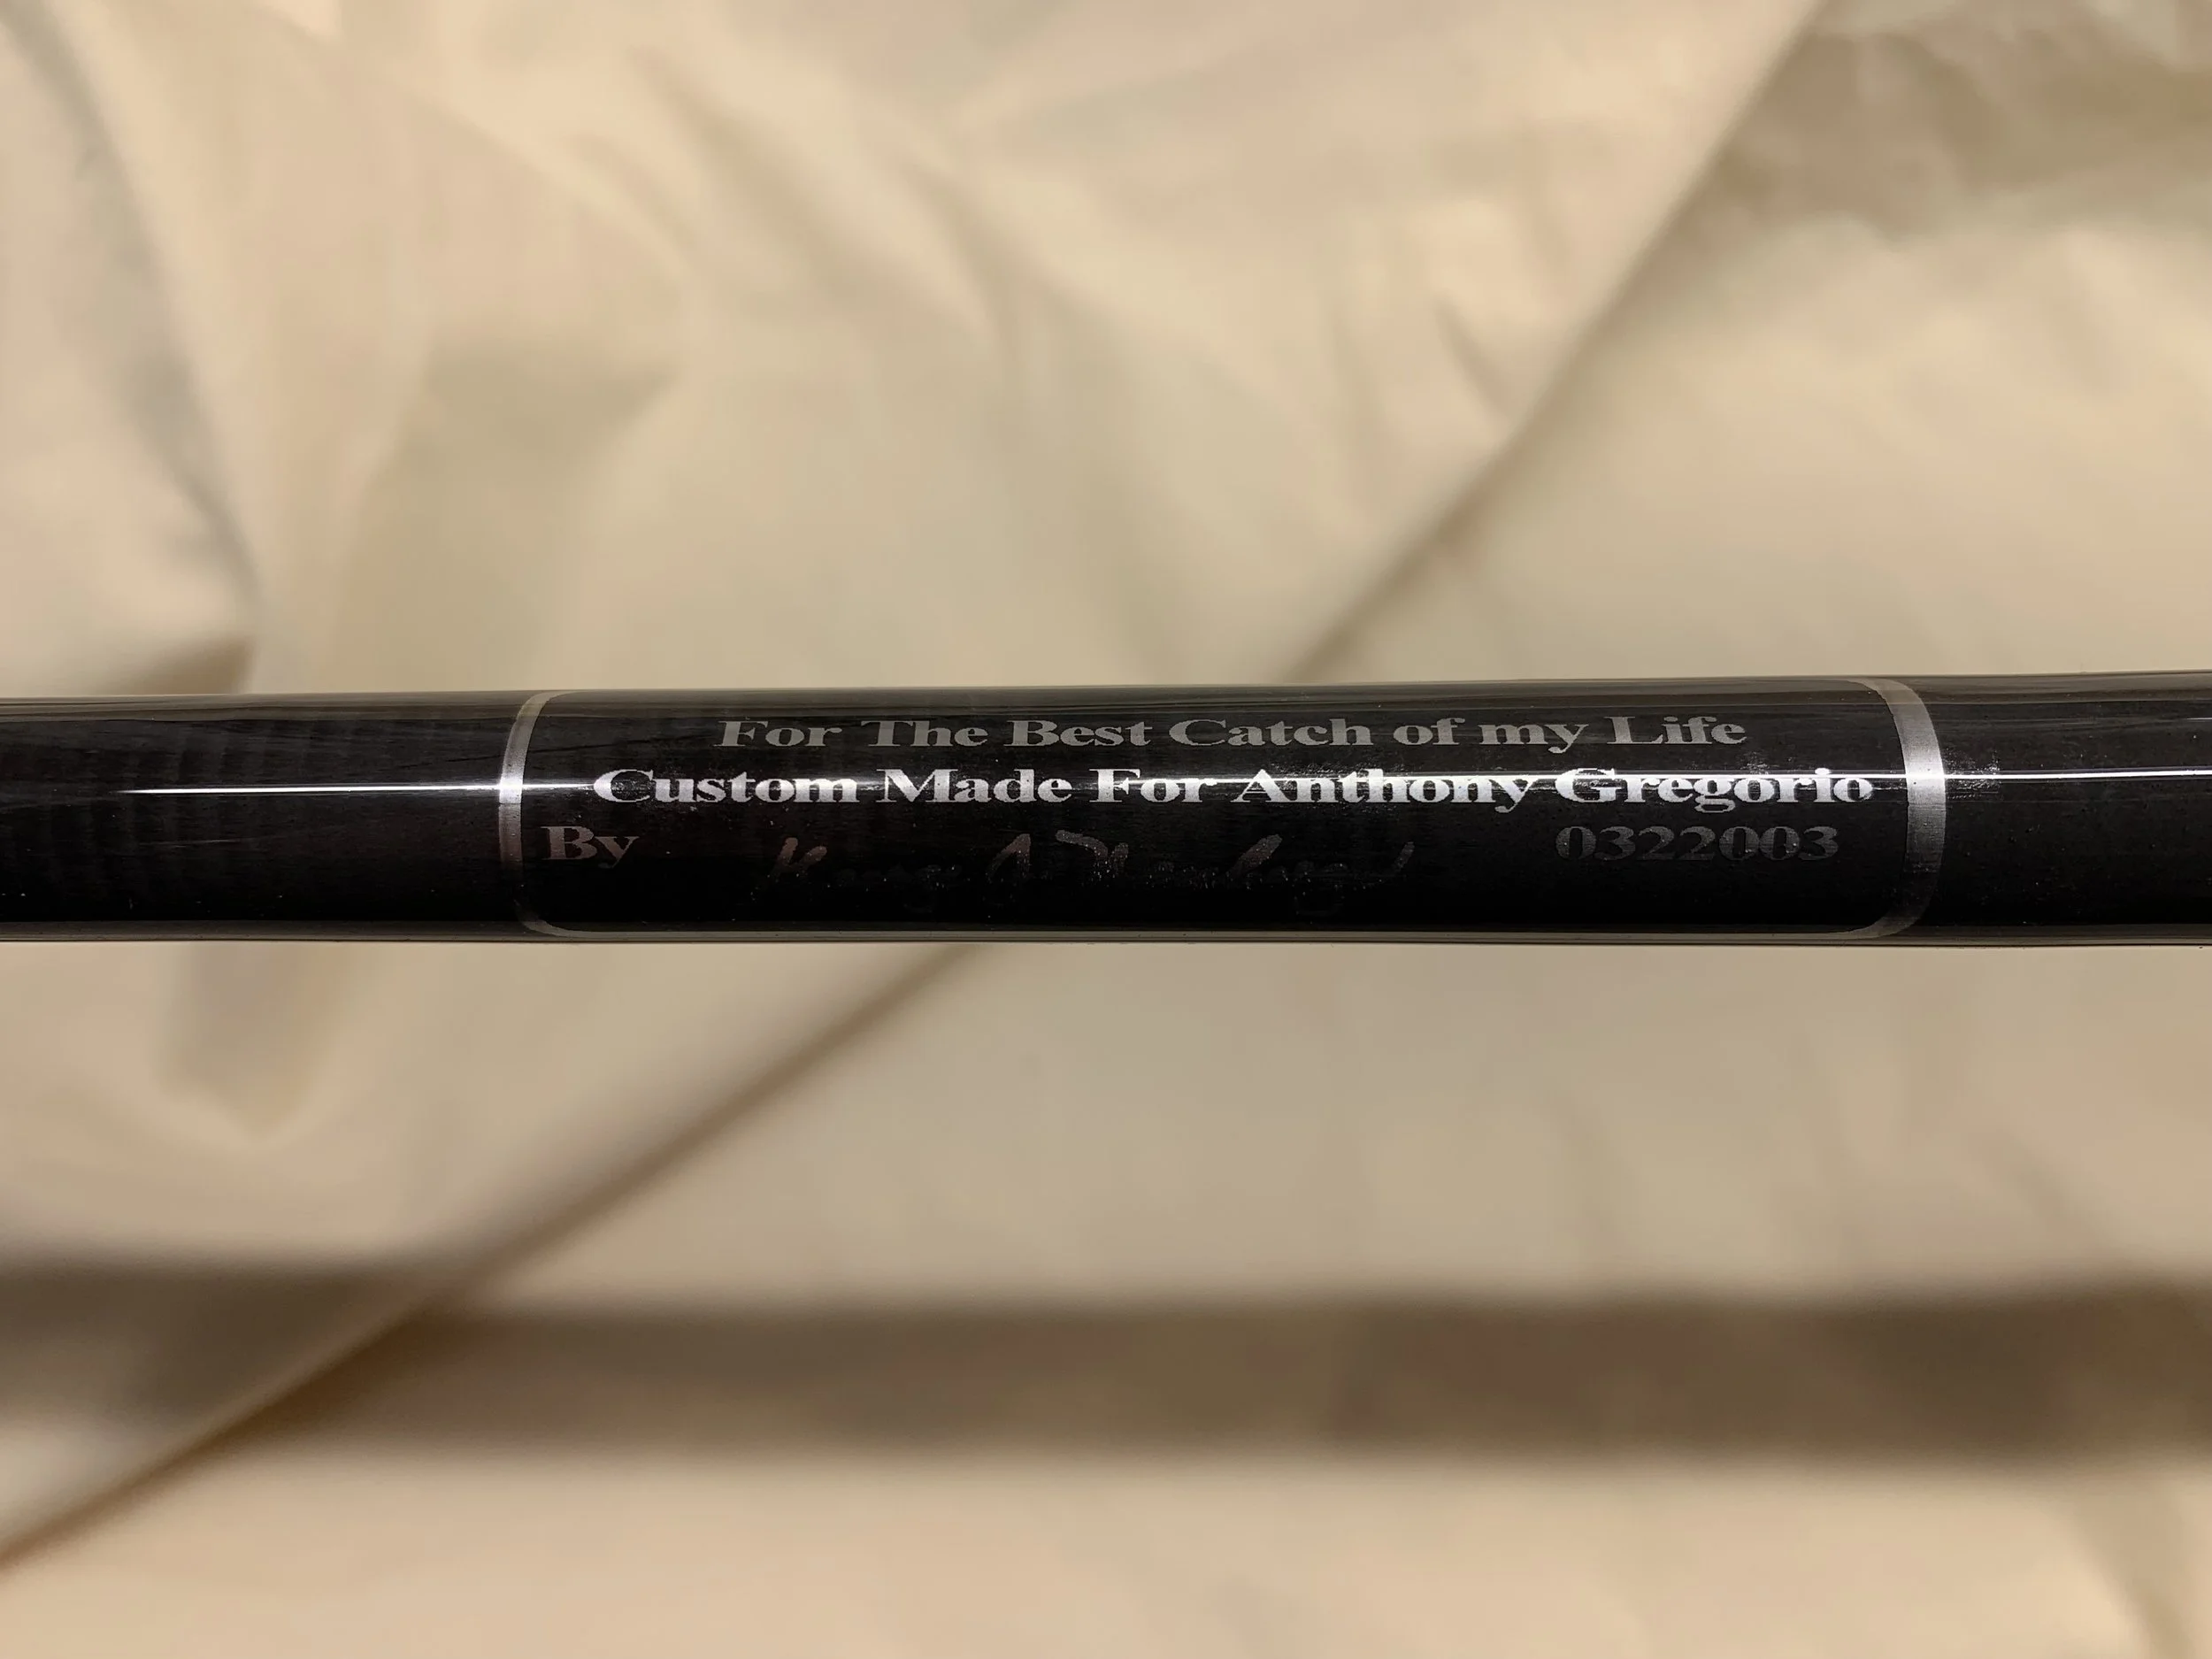 For The Best Catch of my Life
Custom Made For Anthony Gregorio
By 0322003